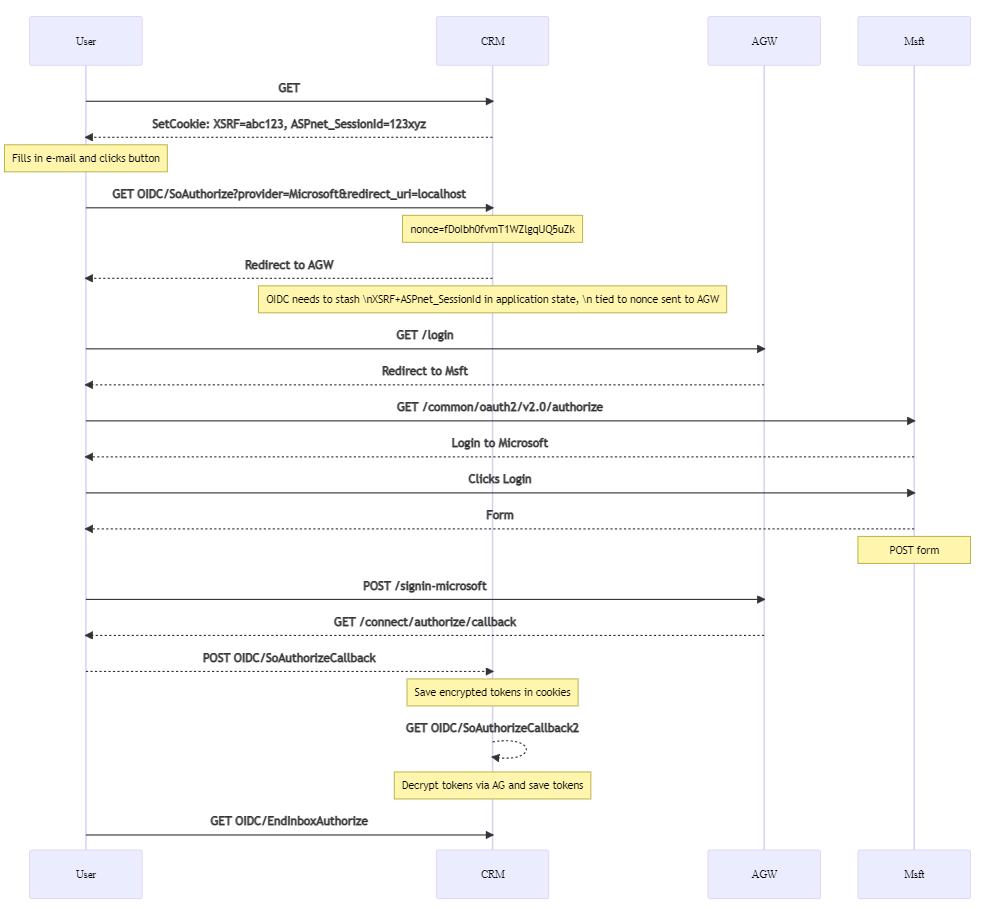 User
CRM
AGW
Msft
GET
SetCookie: XSRF=abc123, ASPnet_SessionId=123xyz
Fills in e-mail and clicks button
GET OIDC/SoAuthorize?provider=Microsoft&redirect_uri=localhost
nonce=fDoIbh0fvmT1WZlgqUQ5uZk
Redirect to AGW
OIDC needs to stash \nXSRF+ASPnet_SessionId in application state, \n tied to nonce sent to AGW
GET /login
Redirect to Msft
GET /common/oauth2/v2.0/authorize
Login to Microsoft
Clicks Login
Form
POST form
POST /signin-microsoft
GET /connect/authorize/callback
POST OIDC/SoAuthorizeCallback
Save encrypted tokens in cookies
GET OIDC/SoAuthorizeCallback2
Decrypt tokens via AG and save tokens
GET OIDC/EndInboxAuthorize
User
CRM
AGW
Msft